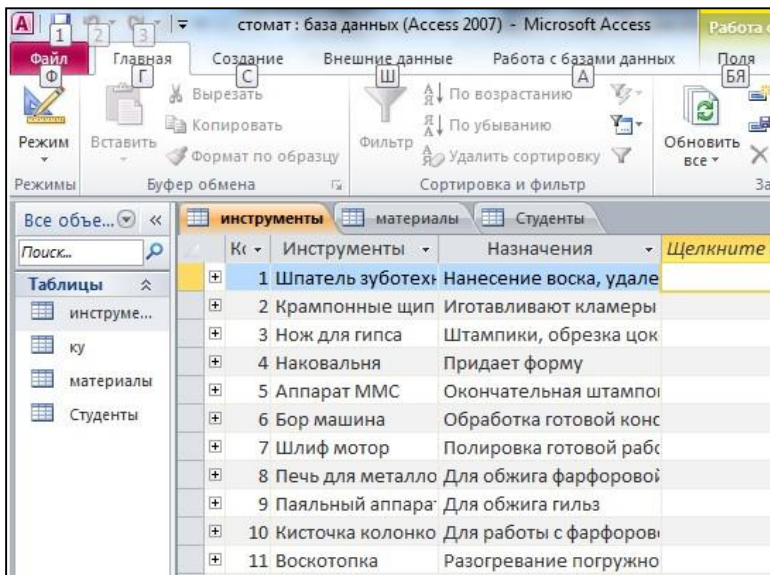 1 2 3 стомат : база данных (Access 2007) - Microsoft Access Работа с
Файл Главная Создание Внешние данные Работа с базами данных Поля
Ф Г С Ш А БЯ
Вырезать По возрастанию
Режим Вставить Копировать Фильтр По убыванию Обновить все
Формат по образцу Удалить сортировку
Режимы Буфер обмена Сортировка и фильтр За
Все объе... « инструменты материалы Студенты
Поиск... Кс Инструменты Назначения Щелкните
Таблицы 1 Шпатель зуботехн Нанесение воска, удале
инструме... 2 Крампонные щип Иготавливают кламеры
ку 3 Нож для гипса Штампики, обрезка цок
материалы 4 Наковальня Придает форму
Студенты 5 Аппарат ММС Окончательная штампов
6 Бор машина Обработка готовой конс
7 Шлиф мотор Полировка готовой рабо
8 Печь для металло Для обжига фарфоровой
9 Паяльный аппарат Для обжига гильз
10 Кисточка колонко Для работы с фарфорово
11 Воскотопка Разогревание погружно